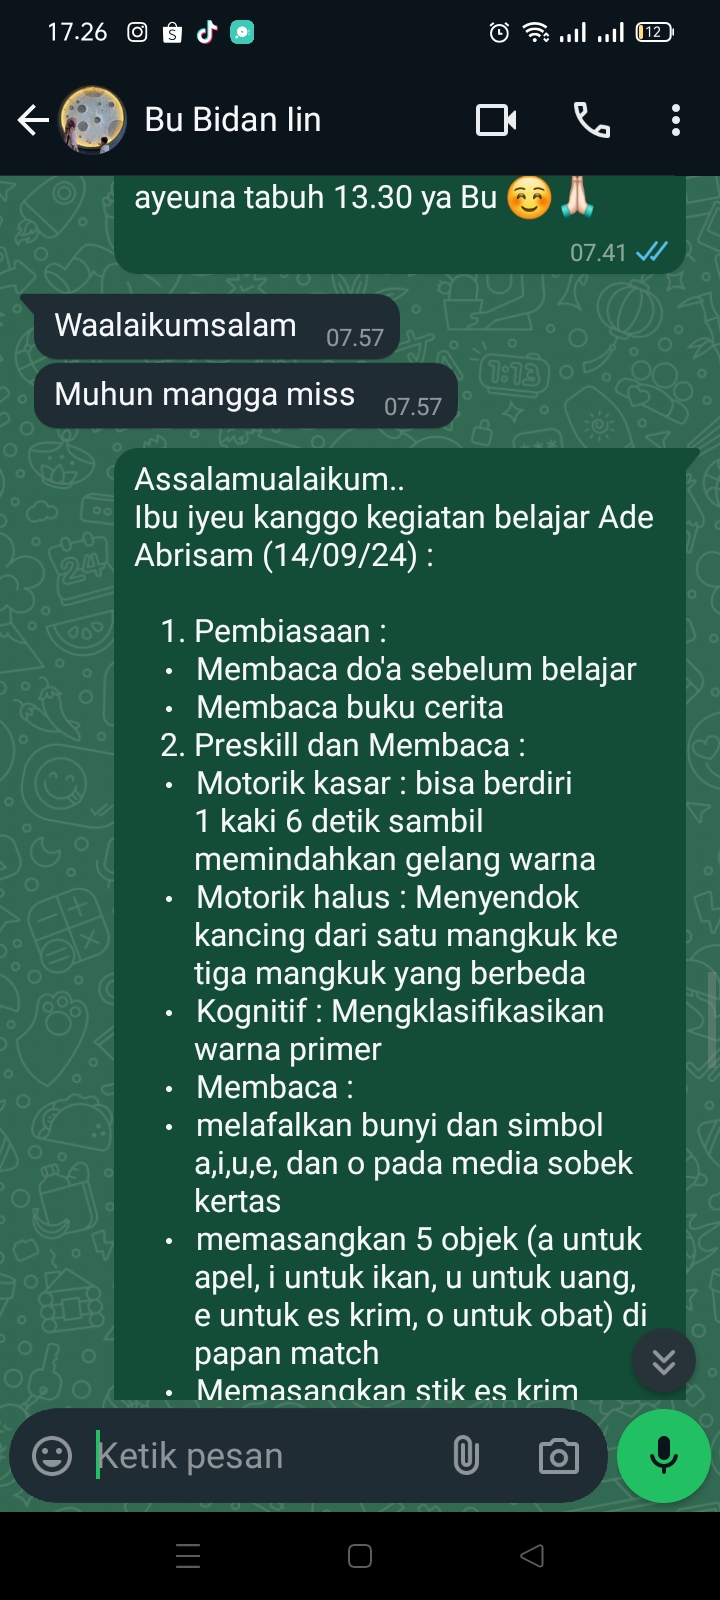 17.26
12
Bu Bidan Iin
ayeuna tabuh 13.30 ya Bu ☺️🙏🏻
07.41
Waalaikumsalam 07.57
Muhun mangga miss 07.57
Assalamualaikum..
Ibu iyeu kanggo kegiatan belajar Ade
Abrisam (14/09/24) :
1. Pembiasaan :
• Membaca do'a sebelum belajar
• Membaca buku cerita
2. Preskill dan Membaca :
• Motorik kasar : bisa berdiri
1 kaki 6 detik sambil
memindahkan gelang warna
• Motorik halus : Menyendok
kancing dari satu mangkuk ke
tiga mangkuk yang berbeda
• Kognitif : Mengklasifikasikan
warna primer
• Membaca :
• melafalkan bunyi dan simbol
a,i,u,e, dan o pada media sobek
kertas
• memasangkan 5 objek (a untuk
apel, i untuk ikan, u untuk uang,
e untuk es krim, o untuk obat) di
papan match
• Memasangkan stik es krim
Ketik pesan